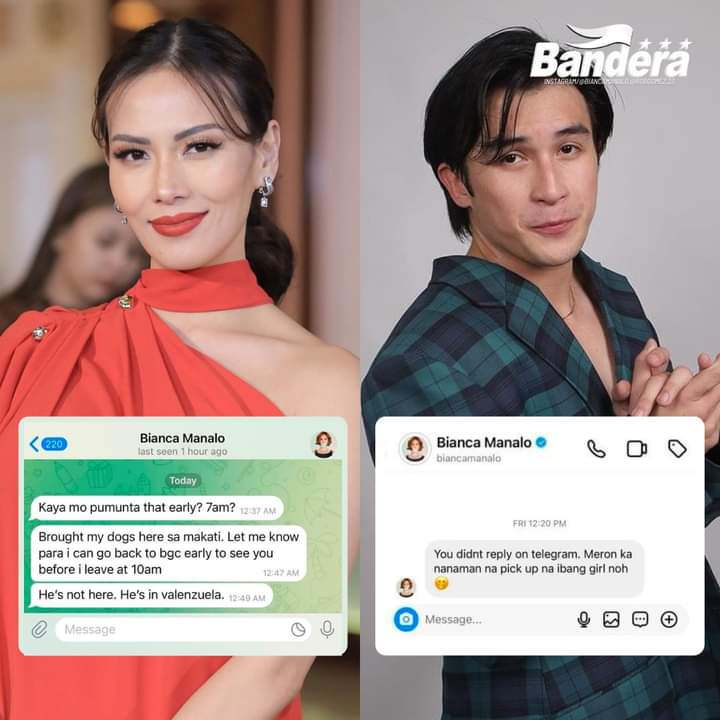 Bandera
220
Bianca Manalo
last seen 1 hour ago
Today
Kaya mo pumunta that early? 7am? 12:37 AM
Brought my dogs here sa makati. Let me know
para i can go back to bgc early to see you
before i leave at 10am 12:47 AM
He's not here. He's in valenzuela. 12:49 AM
Message
Bianca Manalo
biancamanalo
FRI 12:20 PM
You didnt reply on telegram. Meron ka
nanaman na pick up na ibang girl noh
🤭
Message...